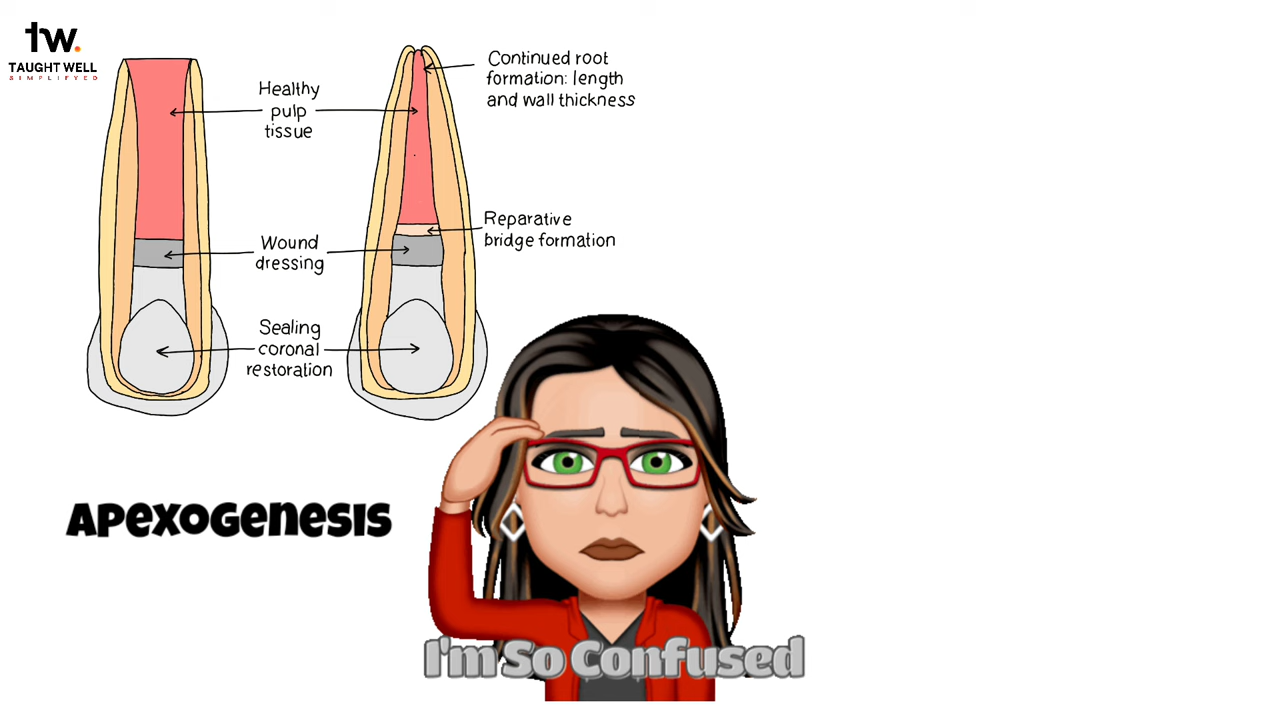 tw.
TAUGHT WELL
SIMPLIFYED
Healthy
pulp
tissue
Continued root
formation: length
and wall thickness
Reparative
bridge formation
Wound
dressing
Sealing
coronal
restoration
Apexogenesis
I'm So Confused